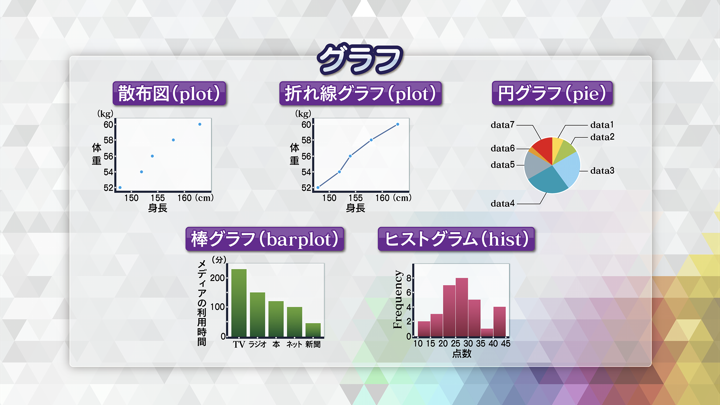 グラフ
散布図(plot)
(kg)
60
58
56
54
52
体重
150 155 160 (cm)
身長
折れ線グラフ(plot)
(kg)
60
58
56
54
52
体重
150 155 160 (cm)
身長
円グラフ(pie)
data7
data1
data2
data6
data5
data3
data4
棒グラフ(barplot)
(分)
200
100
0
メディアの利用時間
TV ラジオ 本 ネット 新聞
ヒストグラム(hist)
Frequency
8
6
4
2
0
10 15 20 25 30 35 40 45
点数